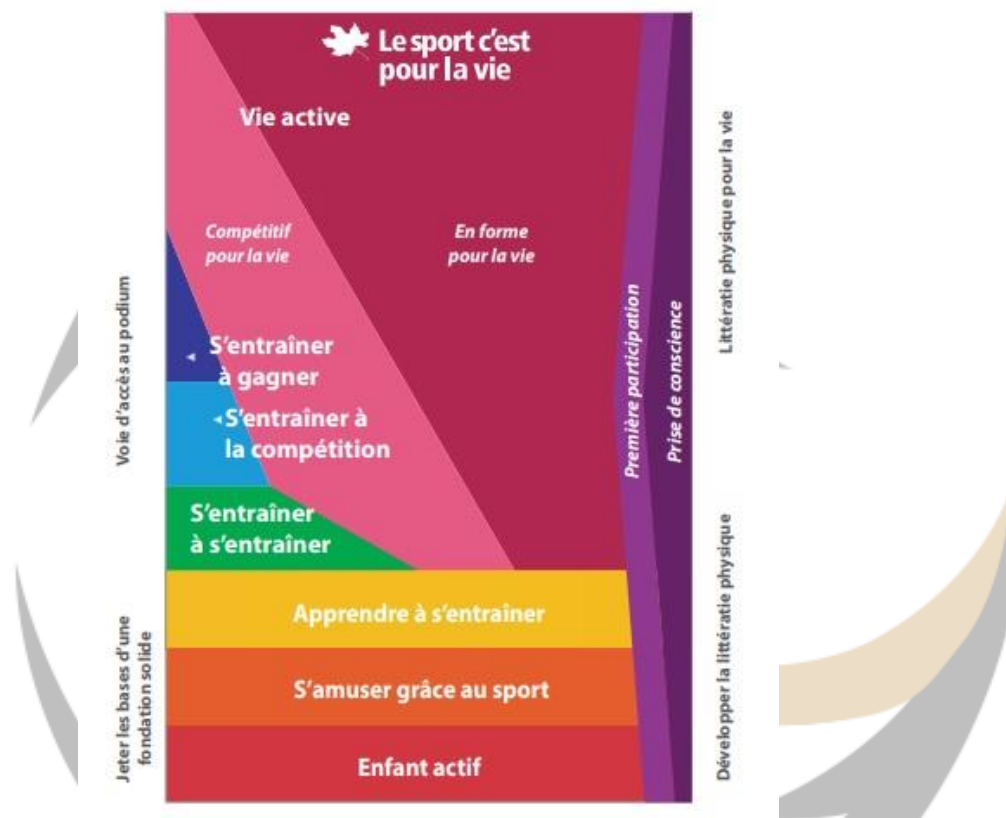 Le sport c'est
pour la vie
Vie active
Compétitif
pour la vie
En forme
pour la vie
S'entraîner
à gagner
S'entraîner à
la compétition
S'entraîner
à s'entraîner
Apprendre à s'entraîner
S'amuser grâce au sport
Enfant actif
Voie d'accès au podium
Jeter les bases d'une
fondation solide
Première participation
Prise de conscience
Littératie physique pour la vie
Développer la littératie physique